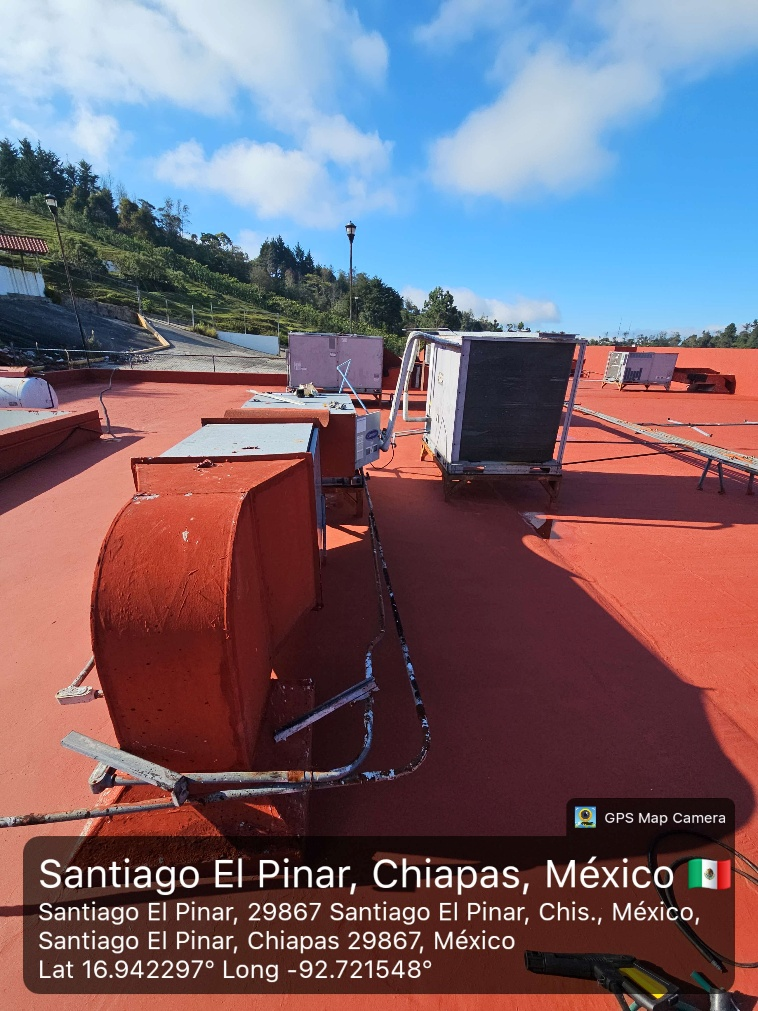 GPS Map Camera
Santiago El Pinar, Chiapas, México
Santiago El Pinar, 29867 Santiago El Pinar, Chis., México,
Santiago El Pinar, Chiapas 29867, México
Lat 16.942297° Long -92.721548°